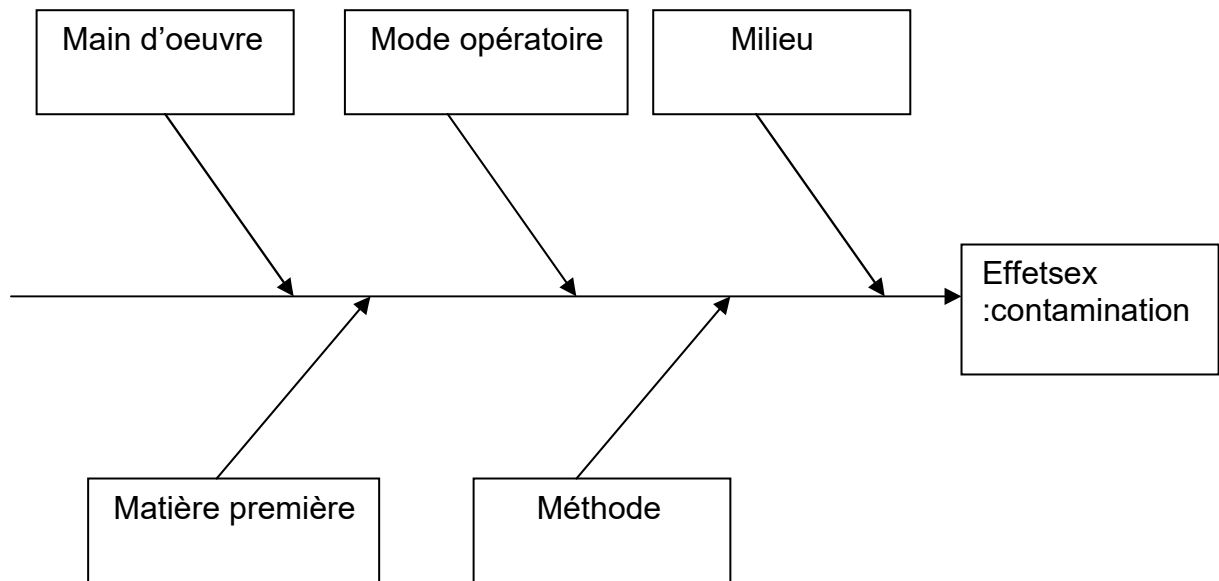 Main d’oeuvre
Mode opératoire
Milieu
Effetsex
:contamination
Matière première
Méthode